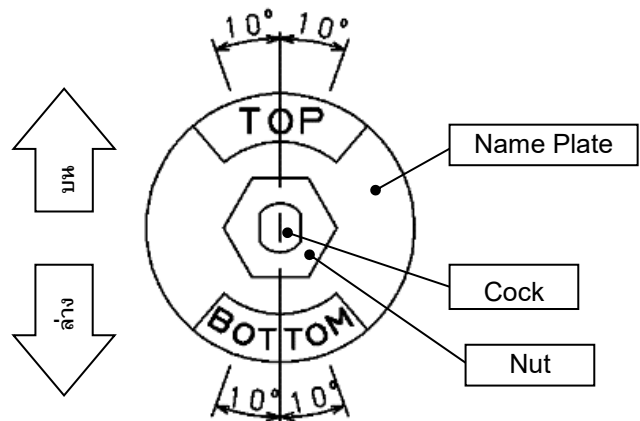 10° 10°
TOP
บน
Name Plate
Cock
ล่าง
BOTTOM
Nut
10° 10°